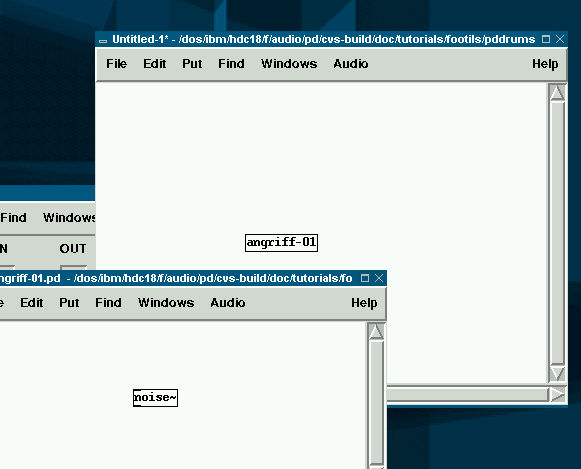 Untitled-1* - /dos/ibm/hdc18/f/audio/pd/cvs-build/doc/tutorials/footils/pddrums
File Edit Put Find Windows Audio Help
Find Windows
N OUT
angriff-01
ngriff-01.pd - /dos/ibm/hdc18/f/audio/pd/cvs-build/doc/tutorials/fo
e Edit Put Find Windows Audio Help
noise~